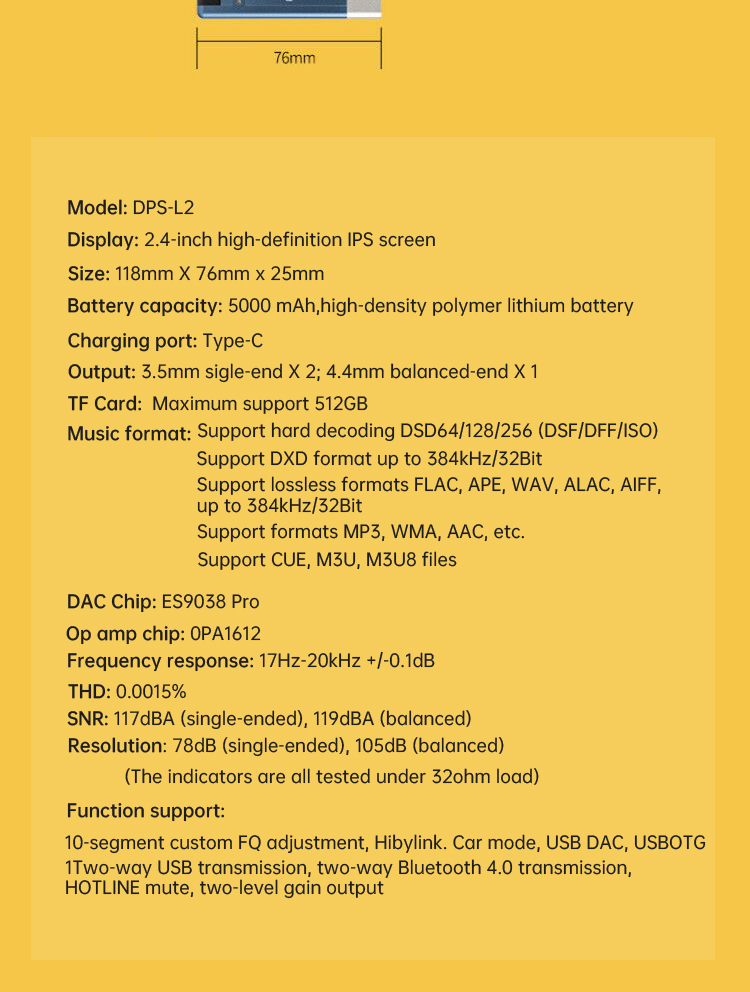 76mm
Model: DPS-L2
Display: 2.4-inch high-definition IPS screen
Size: 118mm X 76mm x 25mm
Battery capacity: 5000 mAh,high-density polymer lithium battery
Charging port: Type-C
Output: 3.5mm sigle-end X 2; 4.4mm balanced-end X 1
TF Card: Maximum support 512GB
Music format: Support hard decoding DSD64/128/256 (DSF/DFF/ISO)
Support DXD format up to 384kHz/32Bit
Support lossless formats FLAC, APE, WAV, ALAC, AIFF,
up to 384kHz/32Bit
Support formats MP3, WMA, AAC, etc.
Support CUE, M3U, M3U8 files
DAC Chip: ES9038 Pro
Op amp chip: 0PA1612
Frequency response: 17Hz-20kHz +/-0.1dB
THD: 0.0015%
SNR: 117dBA (single-ended), 119dBA (balanced)
Resolution: 78dB (single-ended), 105dB (balanced)
(The indicators are all tested under 32ohm load)
Function support:
10-segment custom FQ adjustment, Hibylink. Car mode, USB DAC, USBOTG
1Two-way USB transmission, two-way Bluetooth 4.0 transmission,
HOTLINE mute, two-level gain output